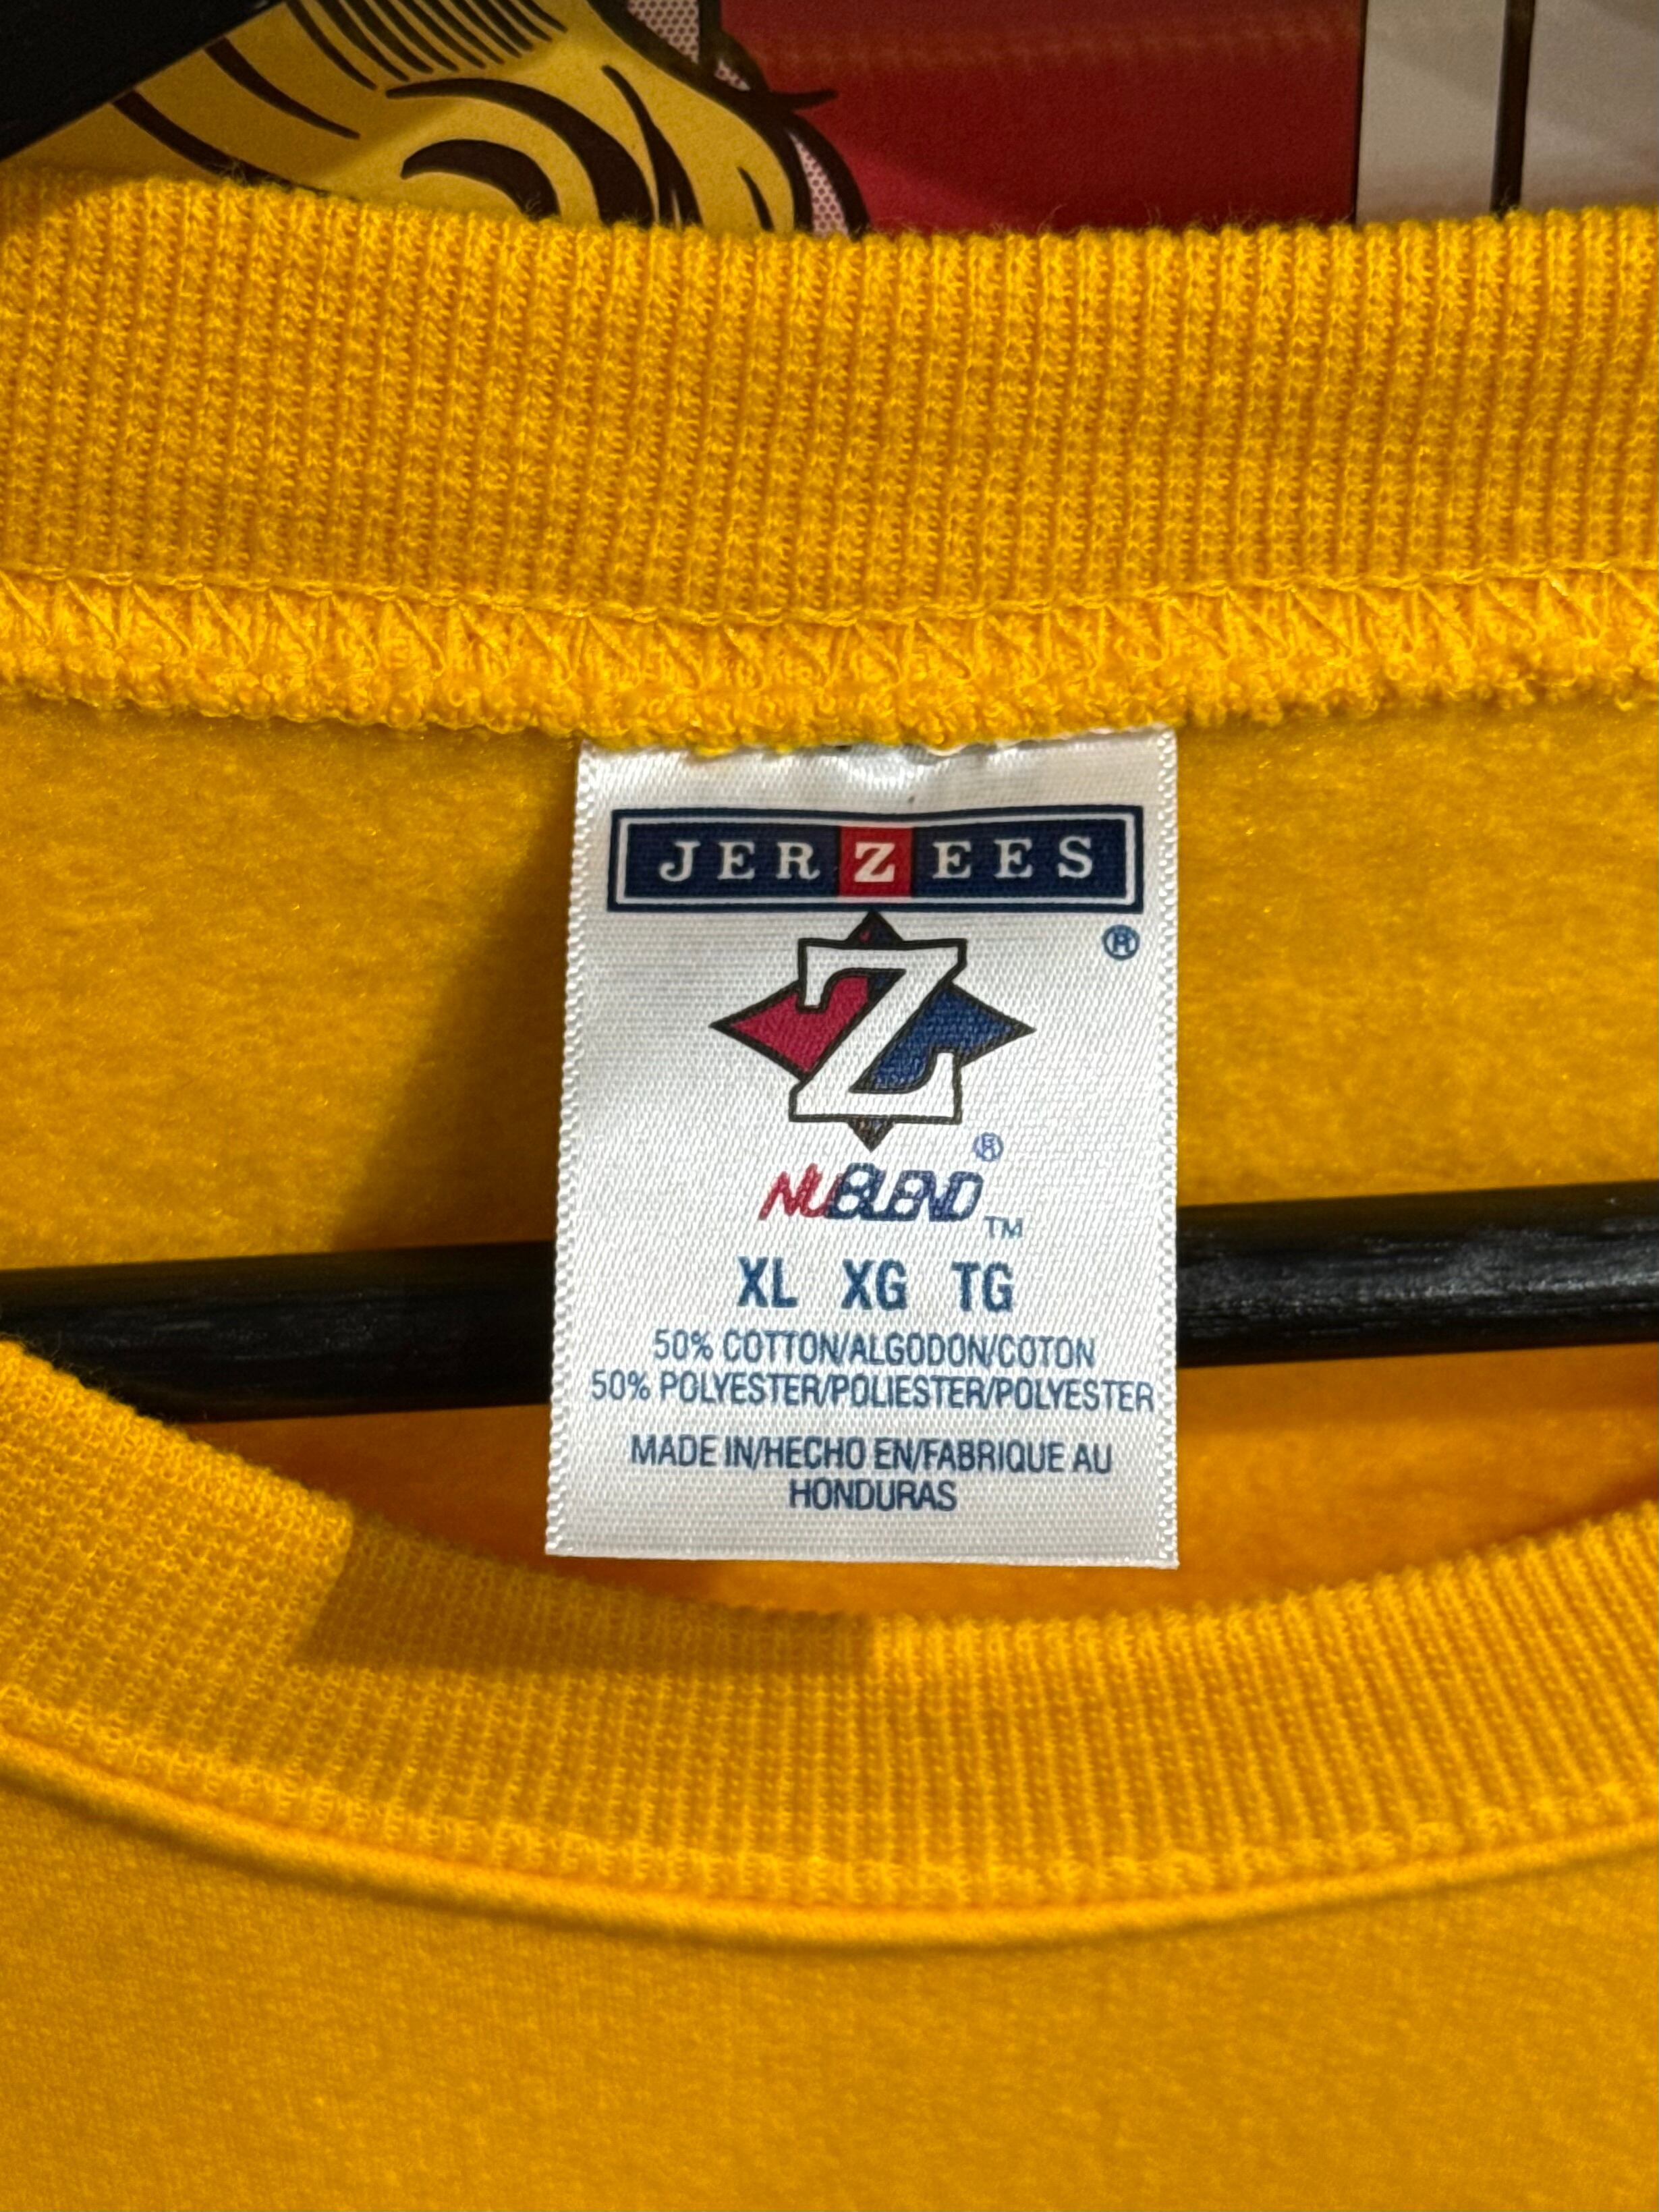 JERZEES
®
Z
®
NUBLEND
TM
XL XG TG
50% COTTON/ALGODON/COTON
50% POLYESTER/POLIESTER/POLYESTER
MADE IN/HECHO EN/FABRIQUE AU
HONDURAS